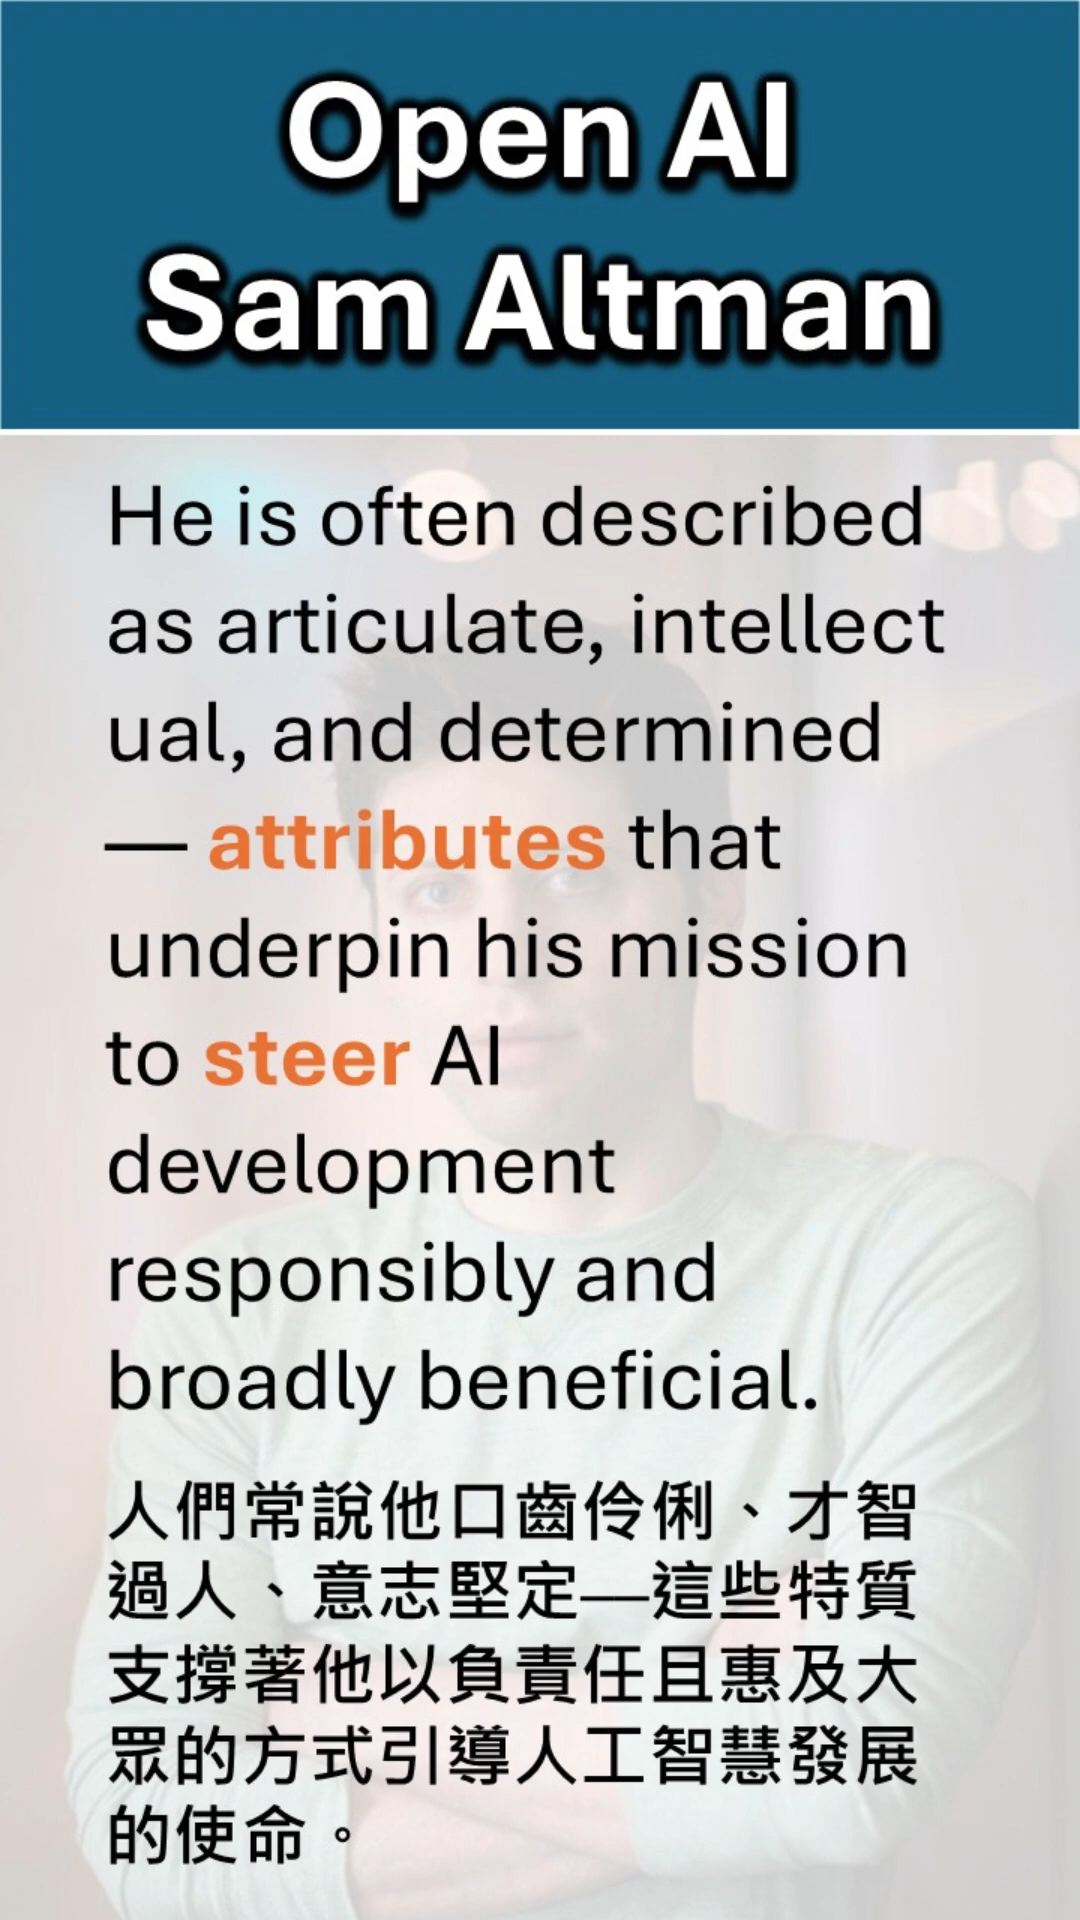 Open AI
Sam Altman
He is often described
as articulate, intellect
ual, and determined
— attributes that
underpin his mission
to steer AI
development
responsibly and
broadly beneficial.
人們常說他口齒伶俐、才智
過人、意志堅定—這些特質
支撐著他以負責任且惠及大
眾的方式引導人工智慧發展
的使命。